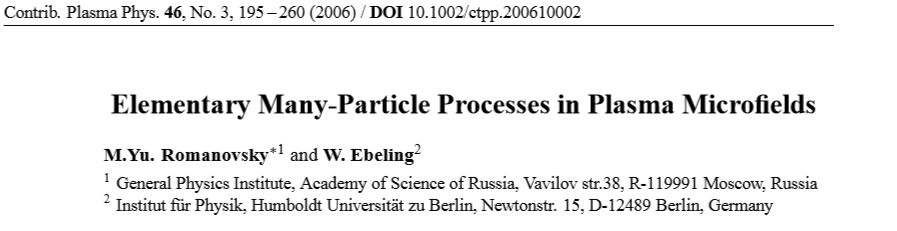 Contrib. Plasma Phys. 46, No. 3, 195–260 (2006) / DOI 10.1002/ctpp.200610002
Elementary Many-Particle Processes in Plasma Microfields
M.Yu. Romanovsky*1 and W. Ebeling2
1 General Physics Institute, Academy of Science of Russia, Vavilov str.38, R-119991 Moscow, Russia
2 Institut für Physik, Humboldt Universität zu Berlin, Newtonstr. 15, D-12489 Berlin, Germany